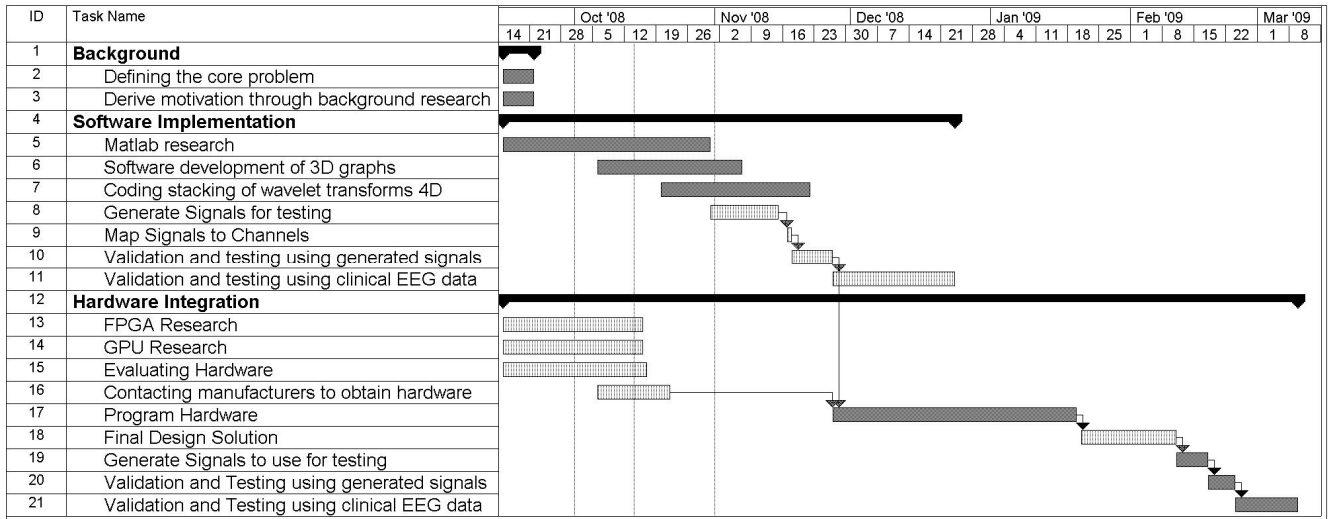 ID Task Name Oct '08 Nov '08 Dec '08 Jan '09 Feb '09 Mar '09
14 21 28 5 12 19 26 2 9 16 23 30 7 14 21 28 4 11 18 25 1 8 15 22 1 8
1 Background
2 Defining the core problem
3 Derive motivation through background research
4 Software Implementation
5 Matlab research
6 Software development of 3D graphs
7 Coding stacking of wavelet transforms 4D
8 Generate Signals for testing
9 Map Signals to Channels
10 Validation and testing using generated signals
11 Validation and testing using clinical EEG data
12 Hardware Integration
13 FPGA Research
14 GPU Research
15 Evaluating Hardware
16 Contacting manufacturers to obtain hardware
17 Program Hardware
18 Final Design Solution
19 Generate Signals to use for testing
20 Validation and Testing using generated signals
21 Validation and Testing using clinical EEG data